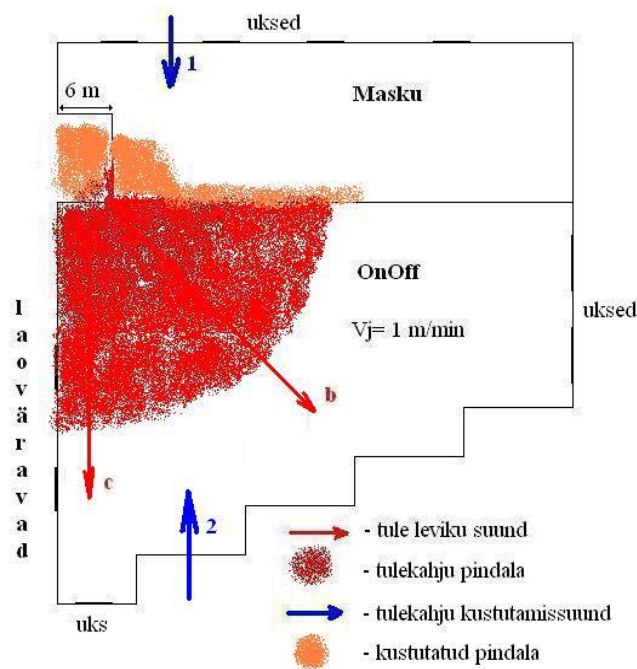 uksed
1
6 m
Masku
OnOff
Vj= 1 m/min
uksed
laoväravad
b
c
2
- tule leviku suund
- tulekahju pindala
- tulekahju kustutamissuund
- kustutatud pindala
uks